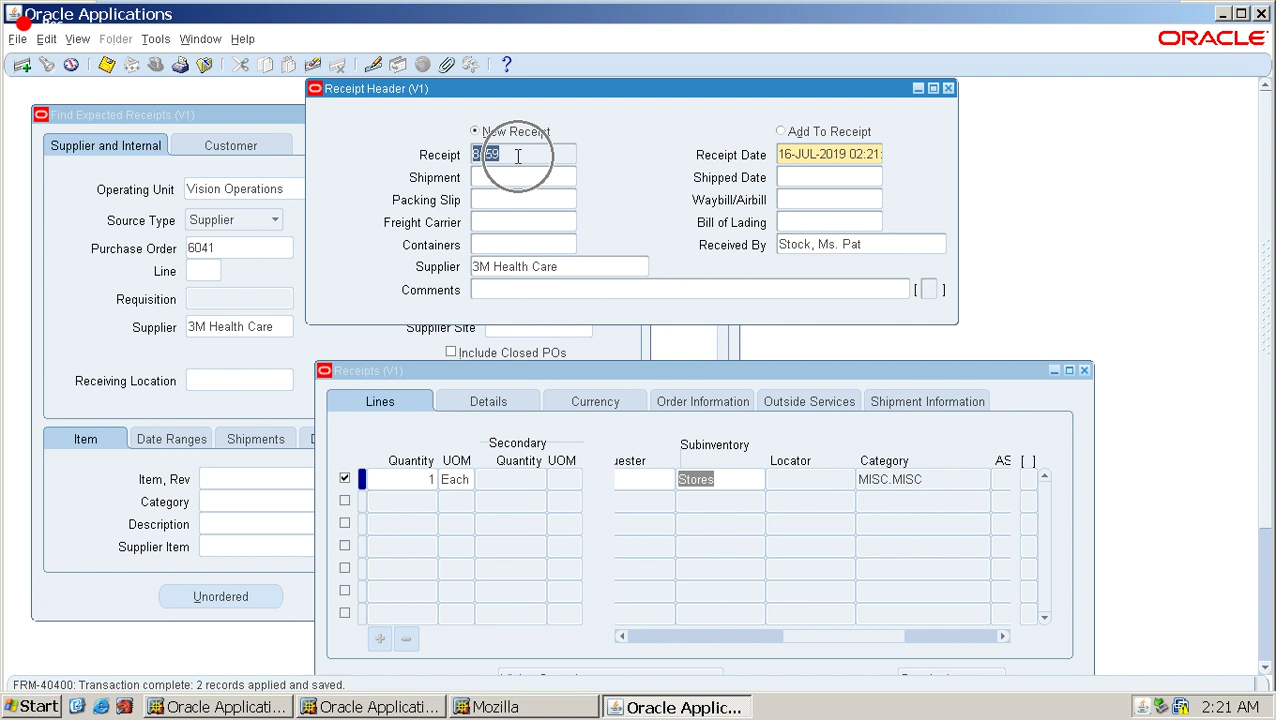 Oracle Applications
File Edit View Folder Tools Window Help
ORACLE
Find Expected Receipts (V1)
Supplier and Internal Customer
Operating Unit Vision Operations
Source Type Supplier
Purchase Order 6041
Line
Requisition
Supplier 3M Health Care
Supplier Site
Include Closed POs
Receiving Location
Item Date Ranges Shipments
Item, Rev
Category
Description
Supplier Item
Unordered
Receipt Header (V1)
New Receipt Add To Receipt
Receipt Receipt Date 16-JUL-2019 02:21:
Shipment Shipped Date
Packing Slip Waybill/Airbill
Freight Carrier Bill of Lading
Containers Received By Stock, Ms. Pat
Supplier 3M Health Care
Comments [ ]
Receipts (V1)
Lines Details Currency Order Information Outside Services Shipment Information
Secondary Subinventory
Quantity UOM Quantity UOM uester Locator Category AS [ ]
1 Each Stores MISC.MISC
FRM-40400: Transaction complete: 2 records applied and saved.
Start Oracle Applicati... Oracle Applicati... Mozilla Oracle Applic... 2:21 AM